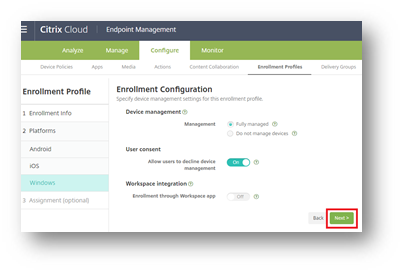 Citrix Cloud | Endpoint Management
Analyze Manage Configure Monitor
Device Policies Apps Media Actions Content Collaboration Enrollment Profiles Delivery Groups
Enrollment Profile
1 Enrollment Info
2 Platforms
Android
iOS
Windows
3 Assignment (optional)
Enrollment Configuration
Specify device management settings for this enrollment profile.
Device management
Management Fully managed
Do not manage devices
User consent
Allow users to decline device
management
On
Workspace integration
Enrollment through Workspace app Off
Back Next >